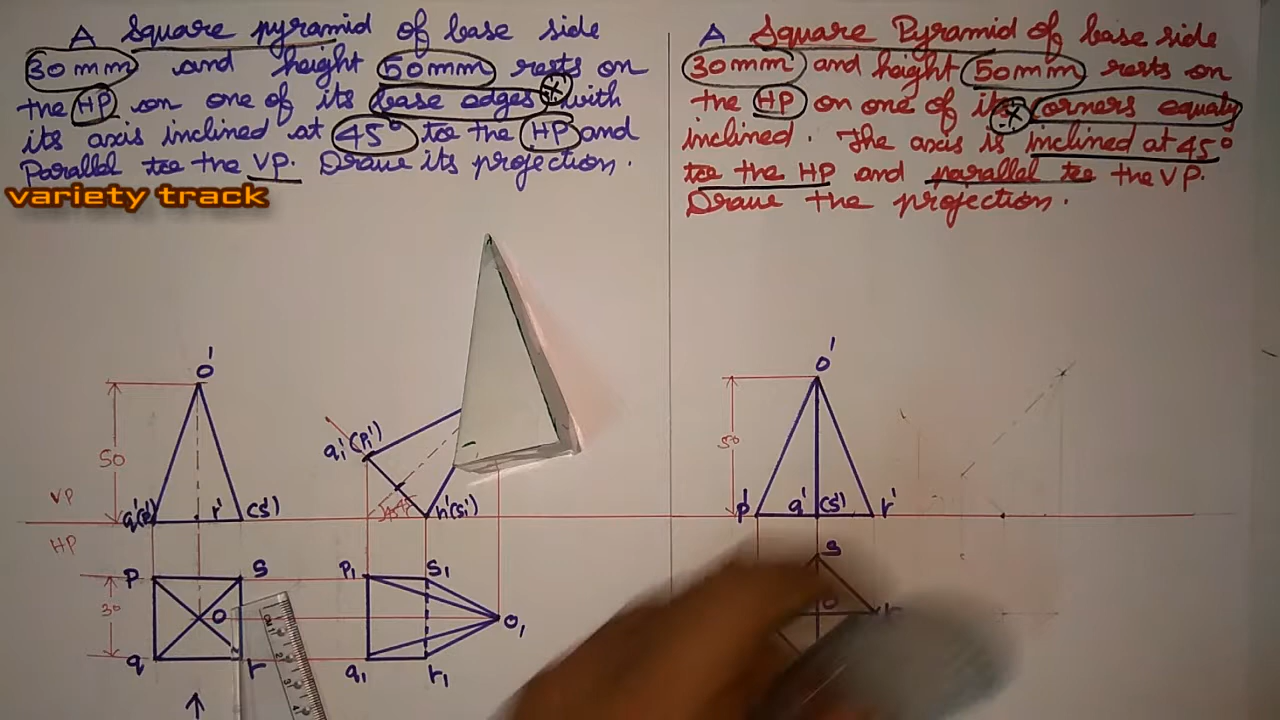 A Square pyramid of base side
30mm and height 50mm rests on
the HP on one of its base edges with
its axis inclined at 45° to the HP and
Parallel to the VP. Draw its projection.
variety track
A Square Pyramid of base side
30mm and height 50mm rests on
the HP on one of its corners equaly
inclined. The axis is inclined at 45°
to the HP and parallel to the VP.
Draw the projection.
o'
50
VP
q'(p') r' (s')
HP
p s
30
o
q r
q1'(p1')
45°
r1'(s1')
p1 s1
o1
q1 r1
o'
50
p' q' (s') r'
s
o
r